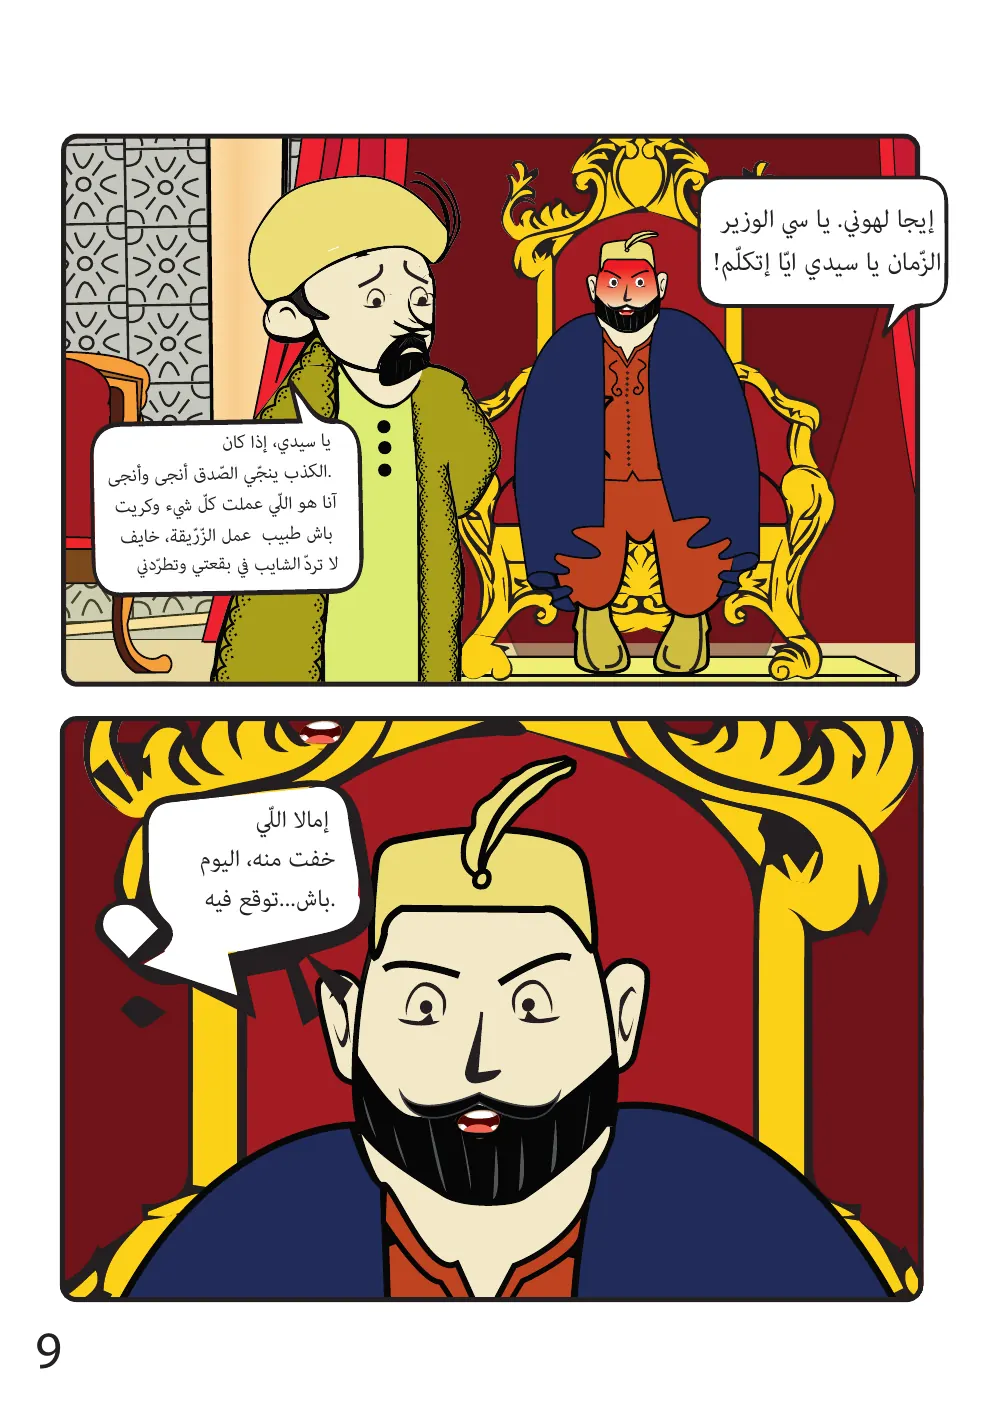 إيجا لهوني. يا سي الوزير
الزّمان يا سيدي ايّا إتكلّم!
يا سيدي، إذا كان
.الكذب ينجّي الصّدق أنجى وأنجى
آنا هو اللّي عملت كلّ شيء وكريت
باش طبيب عمل الزّرّيقة، خايف
لا تردّ الشايب في بقعتي وتطرّدني
إمالا اللّي
خفت منه، اليوم
.باش...توقع فيه
9